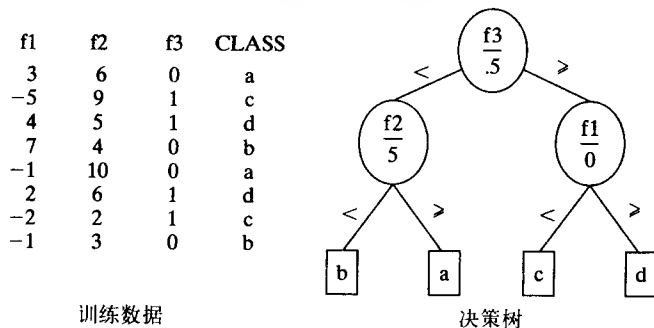 f1 f2 f3 CLASS
3 6 0 a
−5 9 1 c
4 5 1 d
7 4 0 b
−1 10 0 a
2 6 1 d
−2 2 1 c
−1 3 0 b
训练数据
f3
.5
< ⩾
f2
5
f1
0
< ⩾ < ⩾
b a c d
决策树